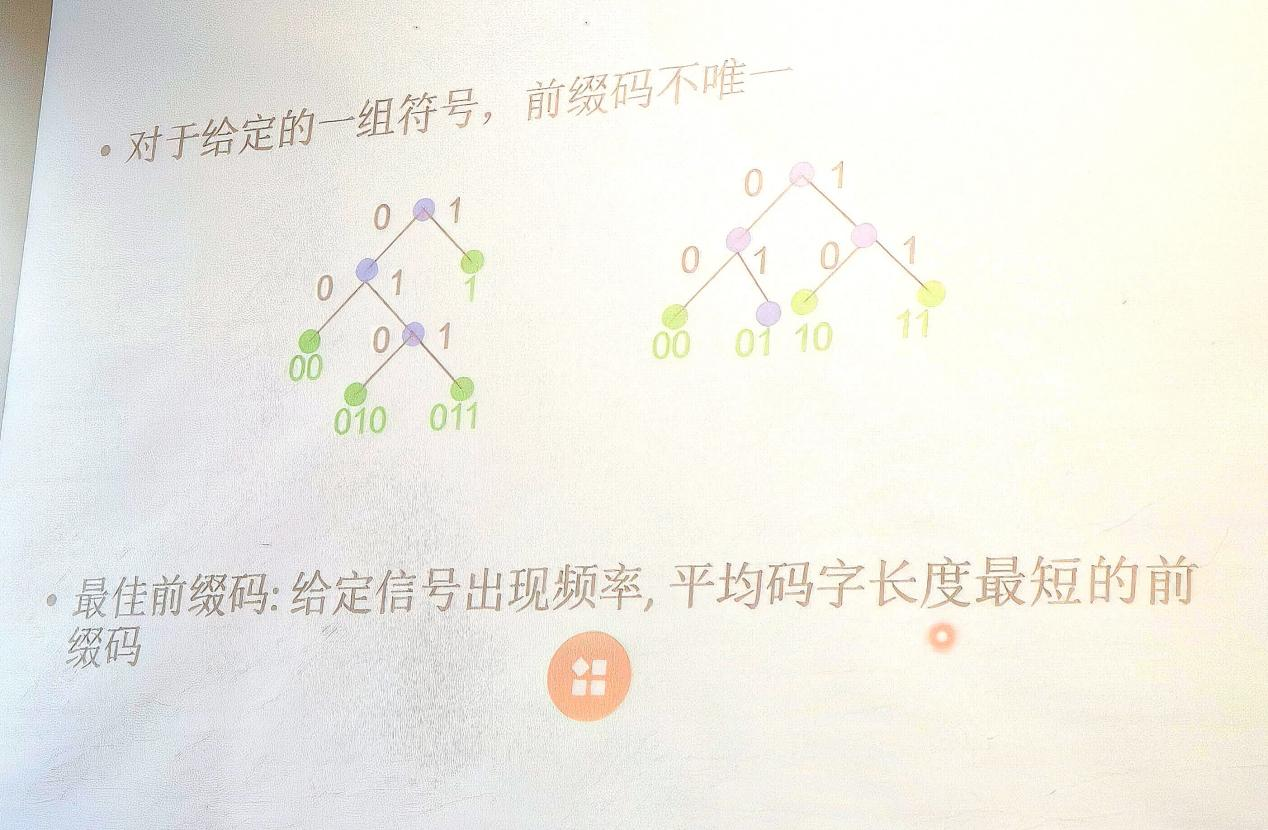 • 对于给定的一组符号，前缀码不唯一
0 1 0 1
0 1 1 0 1 0 1
00 0 1 00 01 10 11
010 011
• 最佳前缀码: 给定信号出现频率, 平均码字长度最短的前
缀码